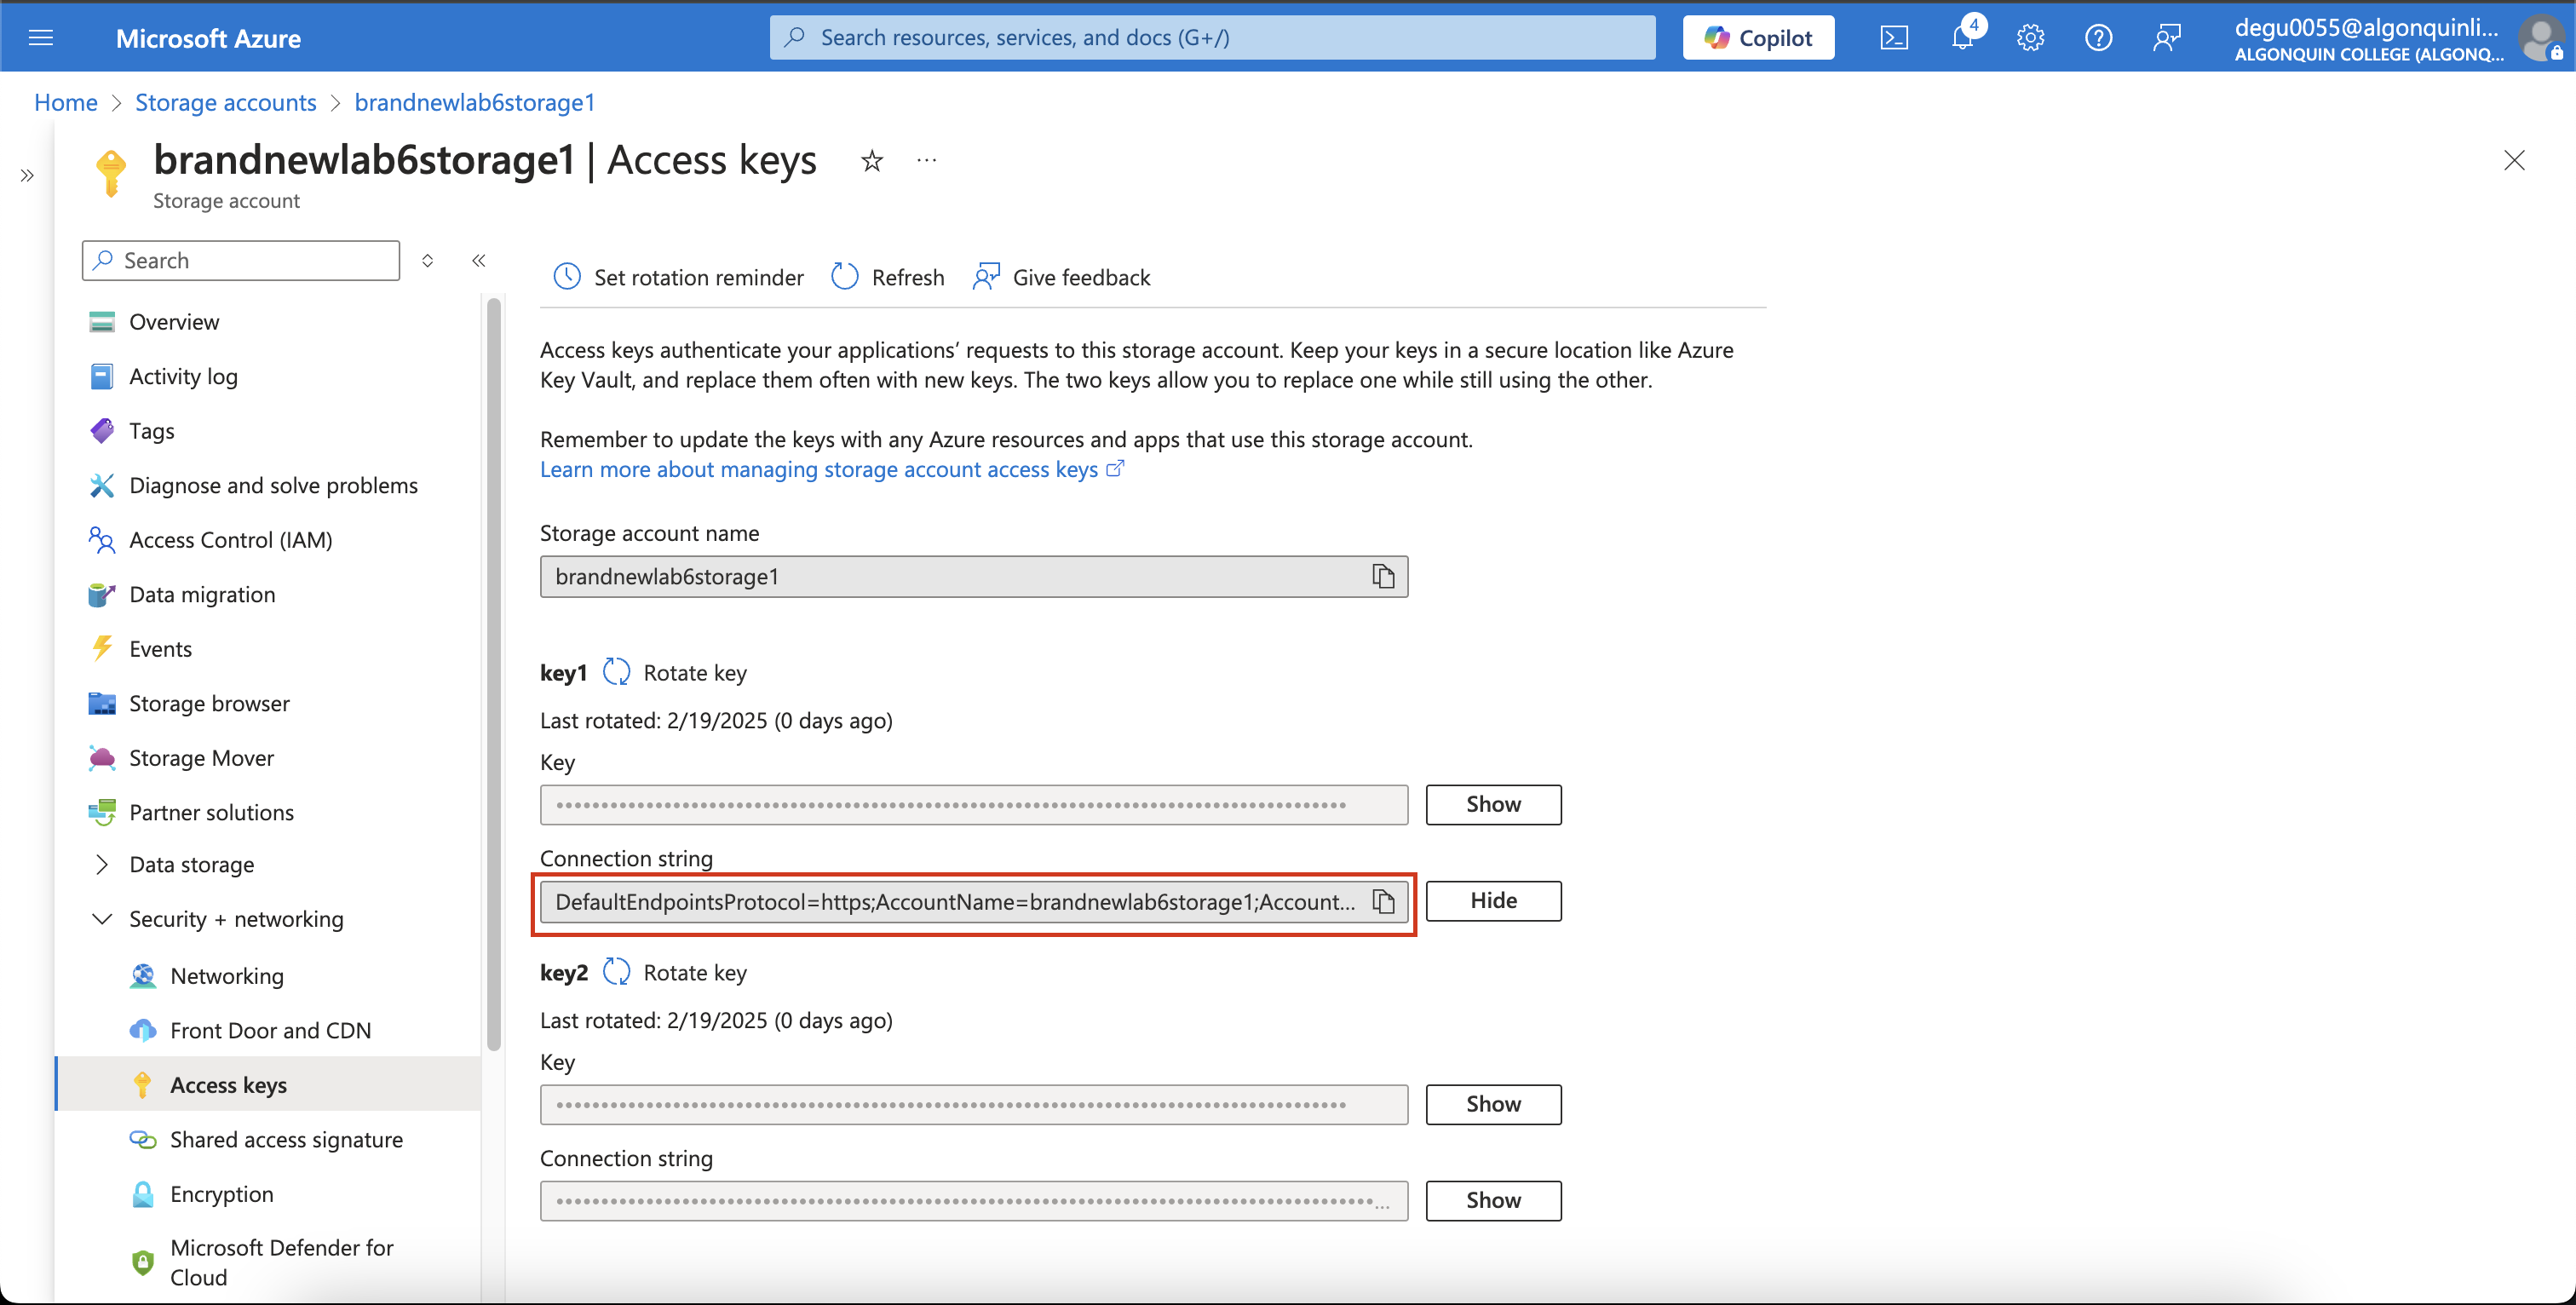 Microsoft Azure
Search resources, services, and docs (G+/)
Copilot
4
degu0055@algonquinli...
ALGONQUIN COLLEGE (ALGONQ...
Home > Storage accounts > brandnewlab6storage1
brandnewlab6storage1 | Access keys
Storage account
Search
Overview
Activity log
Tags
Diagnose and solve problems
Access Control (IAM)
Data migration
Events
Storage browser
Storage Mover
Partner solutions
Data storage
Security + networking
Networking
Front Door and CDN
Access keys
Shared access signature
Encryption
Microsoft Defender for
Cloud
Set rotation reminder
Refresh
Give feedback
Access keys authenticate your applications’ requests to this storage account. Keep your keys in a secure location like Azure
Key Vault, and replace them often with new keys. The two keys allow you to replace one while still using the other.
Remember to update the keys with any Azure resources and apps that use this storage account.
Learn more about managing storage account access keys
Storage account name
brandnewlab6storage1
key1 Rotate key
Last rotated: 2/19/2025 (0 days ago)
Key
Show
Connection string
DefaultEndpointsProtocol=https;AccountName=brandnewlab6storage1;Account...
Hide
key2 Rotate key
Last rotated: 2/19/2025 (0 days ago)
Key
Show
Connection string
Show